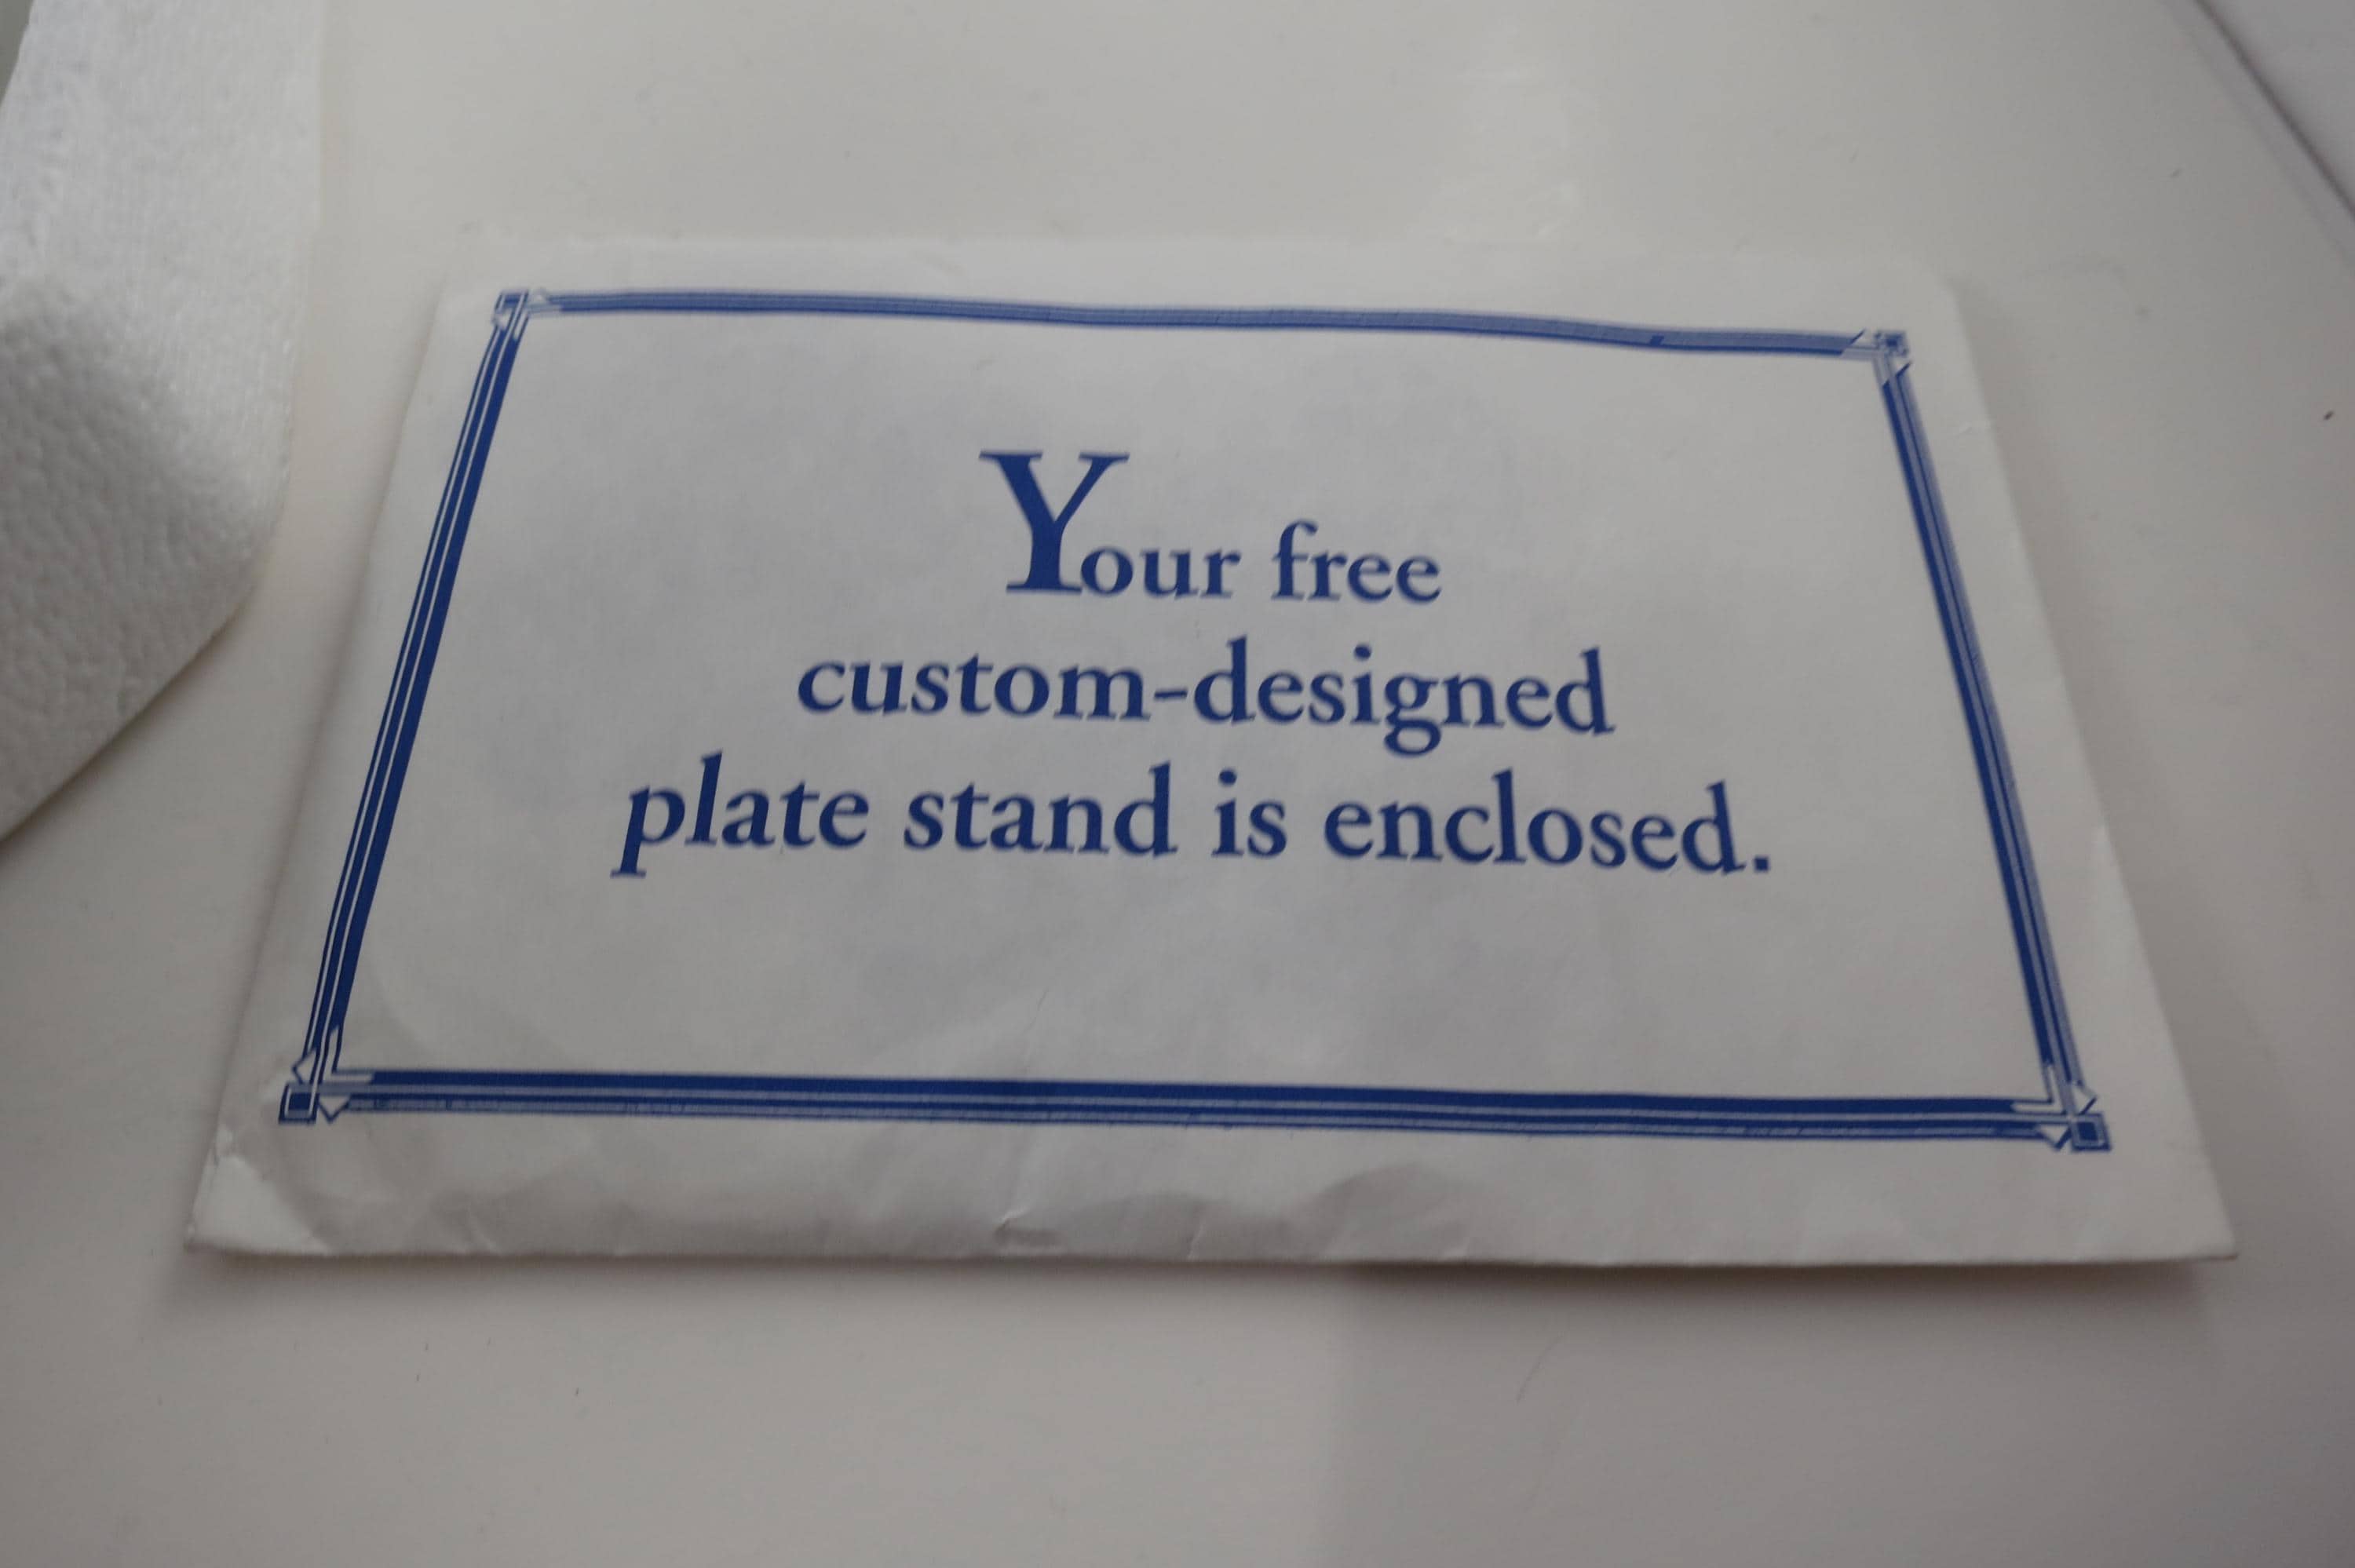 Your free
custom-designed
plate stand is enclosed.